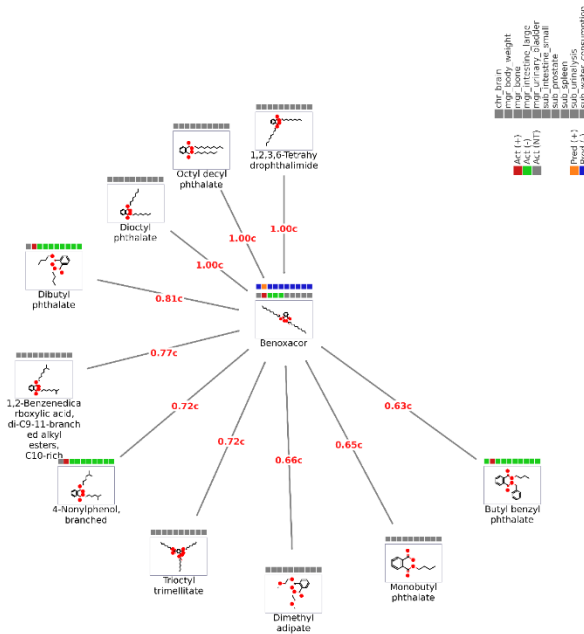 chr_brain
mgr_body_weight
mgr_bone
mgr_intestine_large
mgr_urinary_bladder
sub_intestine_small
sub_prostate
sub_spleen
sub_urinalysis
sub_water_consumption
Act (+)
Act (-)
Act (NT)
Pred (+)
Pred (-)
1,2,3,6-Tetrahy
drophthalimide
Octyl decyl
phthalate
Dioctyl
phthalate
1.00c
1.00c
1.00c
Dibutyl
phthalate
0.81c
Benoxacor
0.77c
1,2-Benzenedica
rboxylic acid,
di-C9-11-branch
ed alkyl
esters,
C10-rich
0.72c
0.72c
0.66c
0.65c
0.63c
4-Nonylphenol,
branched
Butyl benzyl
phthalate
Trioctyl
trimellitate
Dimethyl
adipate
Monobutyl
phthalate